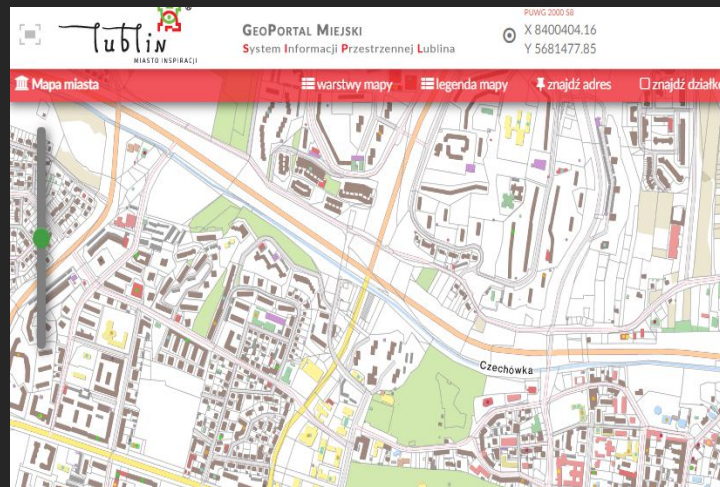 PUWG 2000 S8
lublin
MIASTO INSPIRACJI
GEOPORTAL MIEJSKI
System Informacji Przestrzennej Lublina
X 8400404.16
Y 5681477.85
Mapa miasta
warstwy mapy
legenda mapy
znajdź adres
znajdź działkę
Czechówka